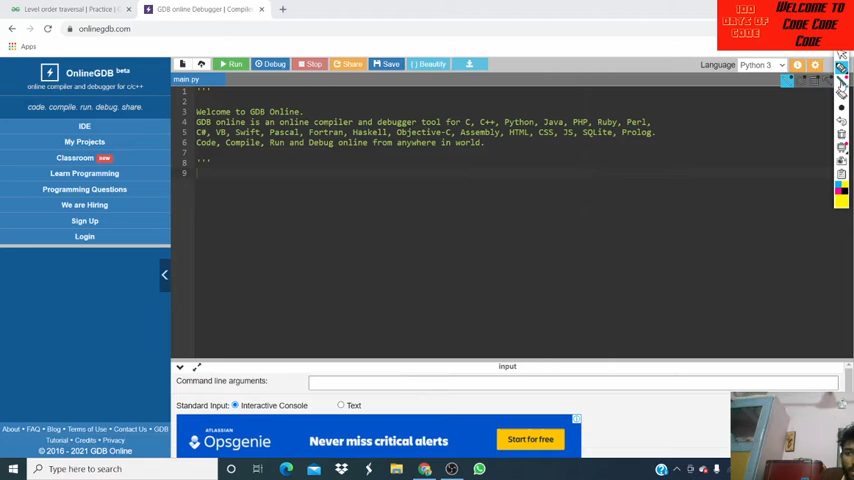 Level order traversal | Practice |
GDB online Debugger | Compile
onlinegdb.com
Apps
100 DAYS OF CODE
Welcome to Code Code Code
OnlineGDB beta
online compiler and debugger for c/c++
code. compile. run. debug. share.
IDE
My Projects
Classroom new
Learn Programming
Programming Questions
We are Hiring
Sign Up
Login
About • FAQ • Blog • Terms of Use • Contact Us • GDB
Tutorial • Credits • Privacy
© 2016 - 2021 GDB Online
Run Debug Stop Share Save { } Beautify
Language Python 3
main.py
1 '''
2
3 Welcome to GDB Online.
4 GDB online is an online compiler and debugger tool for C, C++, Python, Java, PHP, Ruby, Perl,
5 C#, VB, Swift, Pascal, Fortran, Haskell, Objective-C, Assembly, HTML, CSS, JS, SQLite, Prolog.
6 Code, Compile, Run and Debug online from anywhere in world.
7
8 '''
9
input
Command line arguments:
Standard Input: Interactive Console Text
ATLASSIAN
Opsgenie
Never miss critical alerts
Start for free
Type here to search